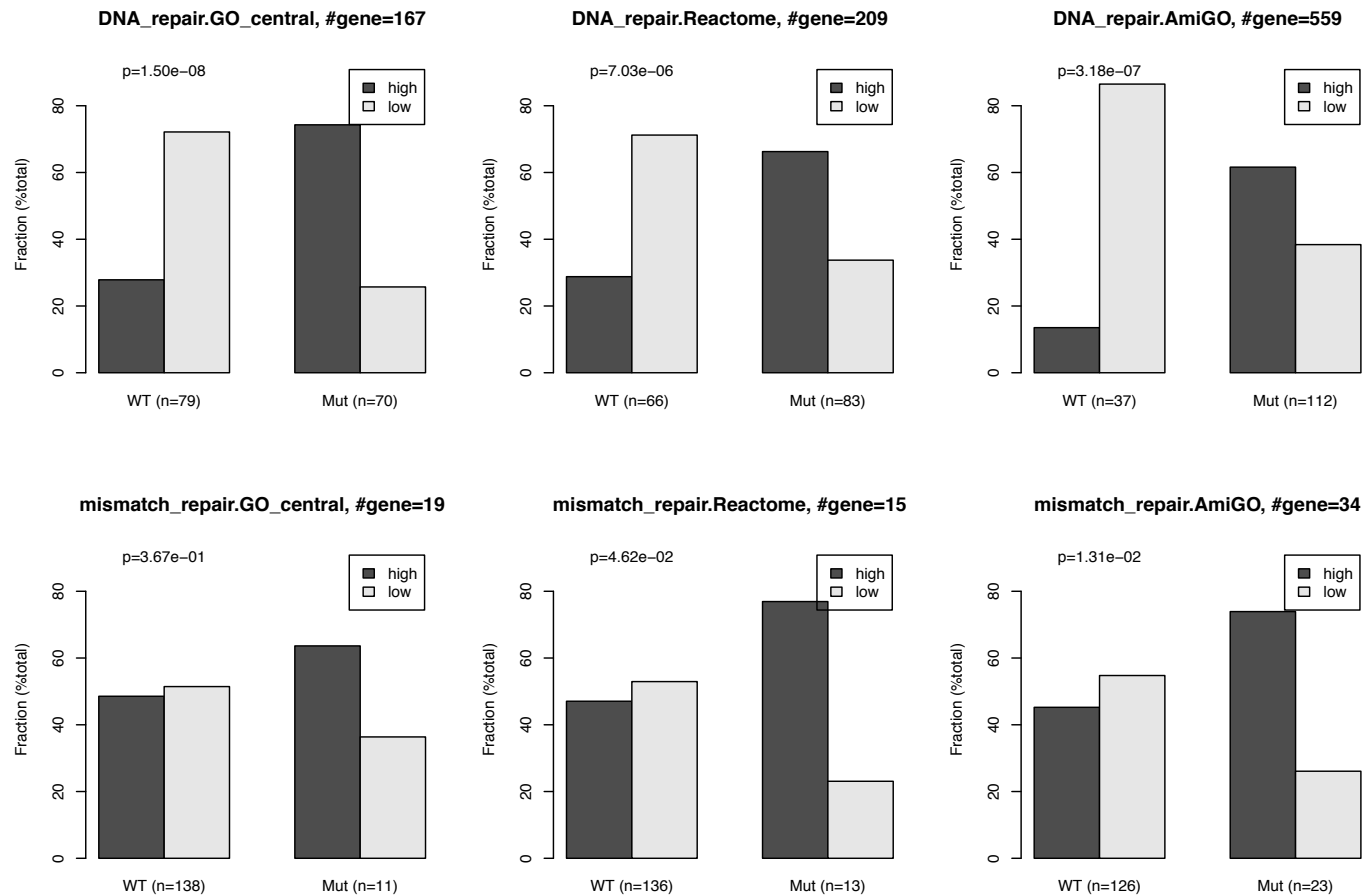 DNA_repair.GO_central, #gene=167
p=1.50e−08
high
low
Fraction (%total)
0
20
40
60
80
WT (n=79)
Mut (n=70)
DNA_repair.Reactome, #gene=209
p=7.03e−06
high
low
Fraction (%total)
0
20
40
60
80
WT (n=66)
Mut (n=83)
DNA_repair.AmiGO, #gene=559
p=3.18e−07
high
low
Fraction (%total)
0
20
40
60
80
WT (n=37)
Mut (n=112)
mismatch_repair.GO_central, #gene=19
p=3.67e−01
high
low
Fraction (%total)
0
20
40
60
80
WT (n=138)
Mut (n=11)
mismatch_repair.Reactome, #gene=15
p=4.62e−02
high
low
Fraction (%total)
0
20
40
60
80
WT (n=136)
Mut (n=13)
mismatch_repair.AmiGO, #gene=34
p=1.31e−02
high
low
Fraction (%total)
0
20
40
60
80
WT (n=126)
Mut (n=23)